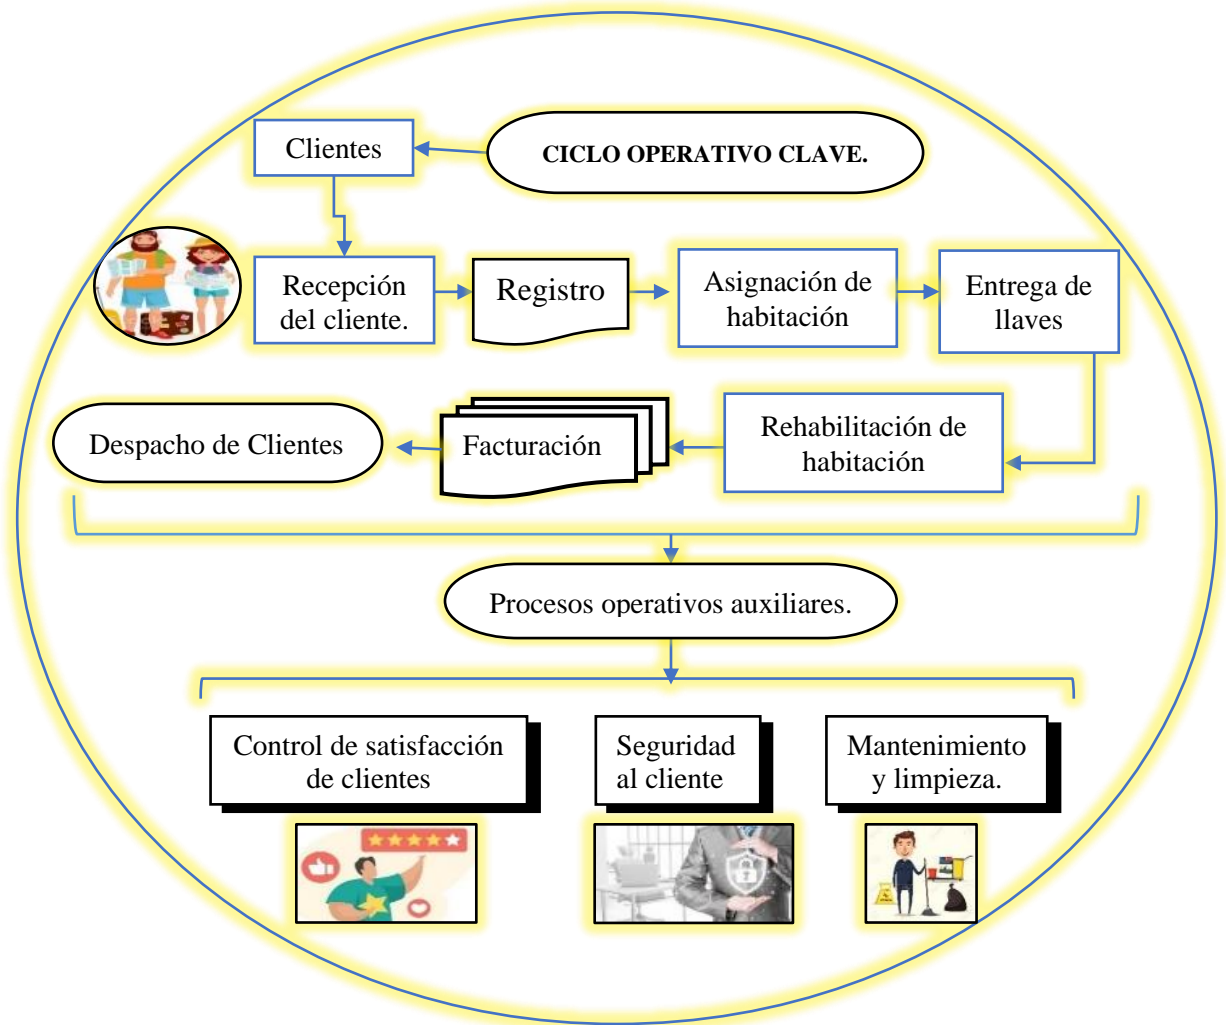 Clientes
CICLO OPERATIVO CLAVE.
Recepción
del cliente.
Registro
Asignación de
habitación
Entrega de
llaves
Despacho de Clientes
Facturación
Rehabilitación de
habitación
Procesos operativos auxiliares.
Control de satisfacción
de clientes
Seguridad
al cliente
Mantenimiento
y limpieza.